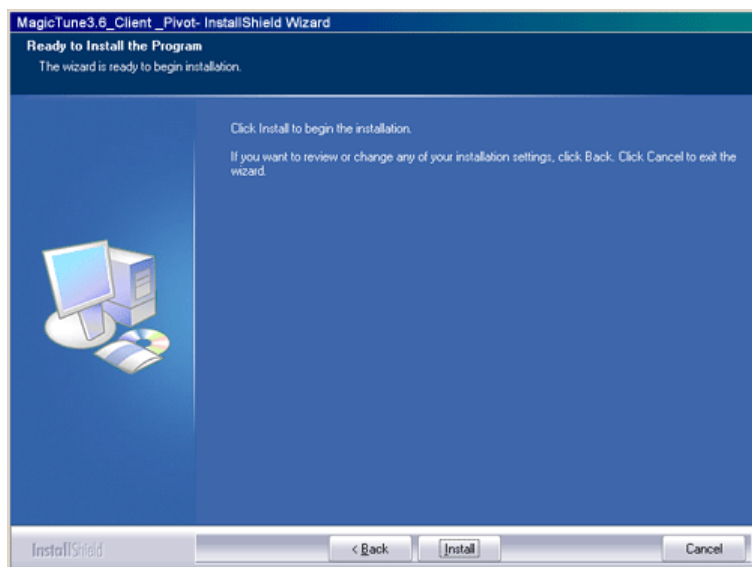 MagicTune3.6_Client _Pivot- InstallShield Wizard
Ready to Install the Program
The wizard is ready to begin installation.
Click Install to begin the installation.
If you want to review or change any of your installation settings, click Back. Click Cancel to exit the
wizard.
InstallShield
< Back
Install
Cancel